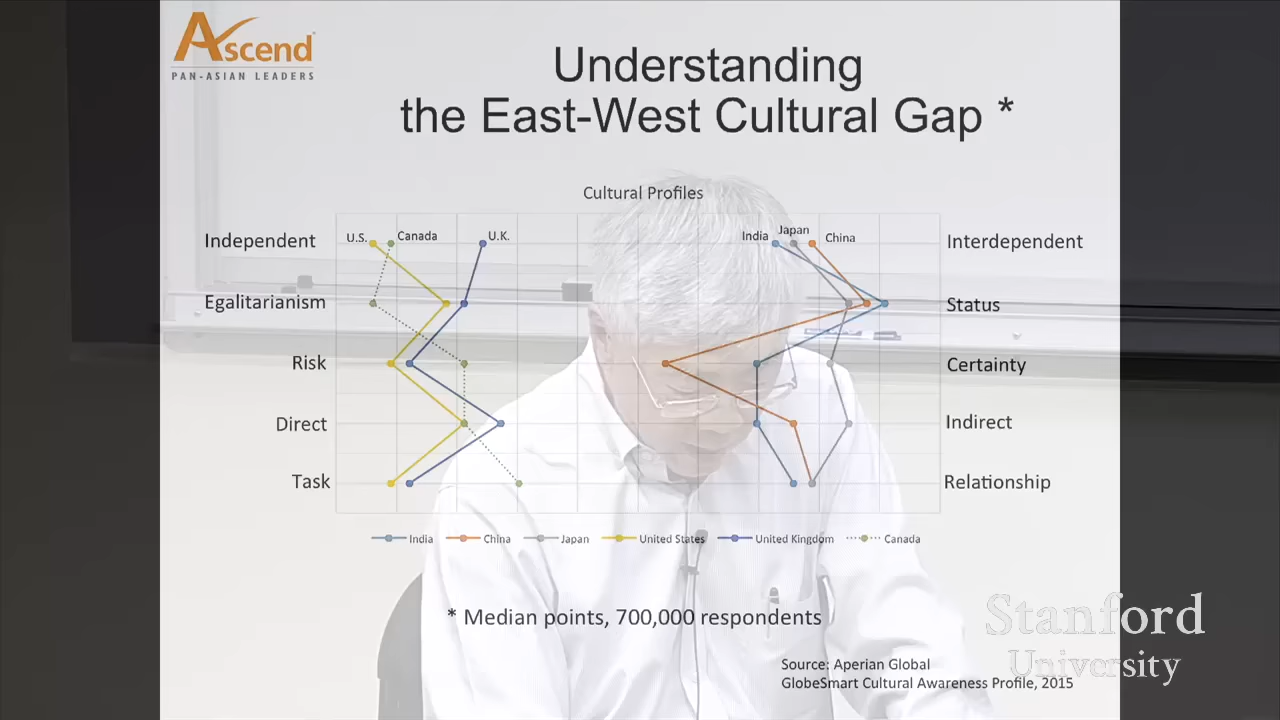 Ascend
PAN-ASIAN LEADERS
Understanding
the East-West Cultural Gap *
Cultural Profiles
Independent
U.S.
Canada
U.K.
India
Japan
China
Interdependent
Egalitarianism
Status
Risk
Certainty
Direct
Indirect
Task
Relationship
India
China
Japan
United States
United Kingdom
Canada
* Median points, 700,000 respondents
Source: Aperian Global
GlobeSmart Cultural Awareness Profile, 2015
Stanford
University